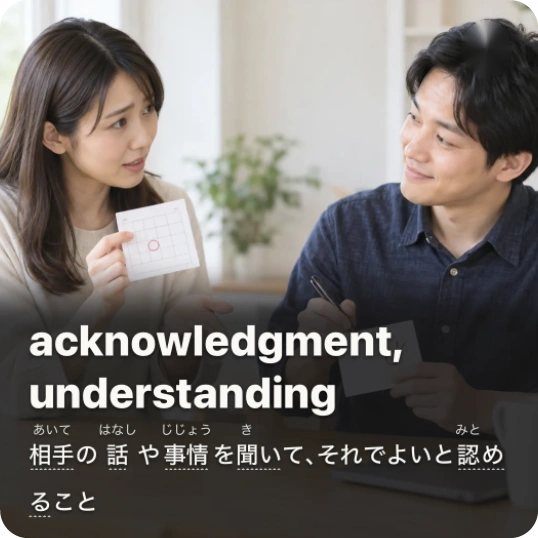 acknowledgment,
understanding
あいて はなし じじょう き みと
相手の話や事情を聞いて、それでよいと認め
ること